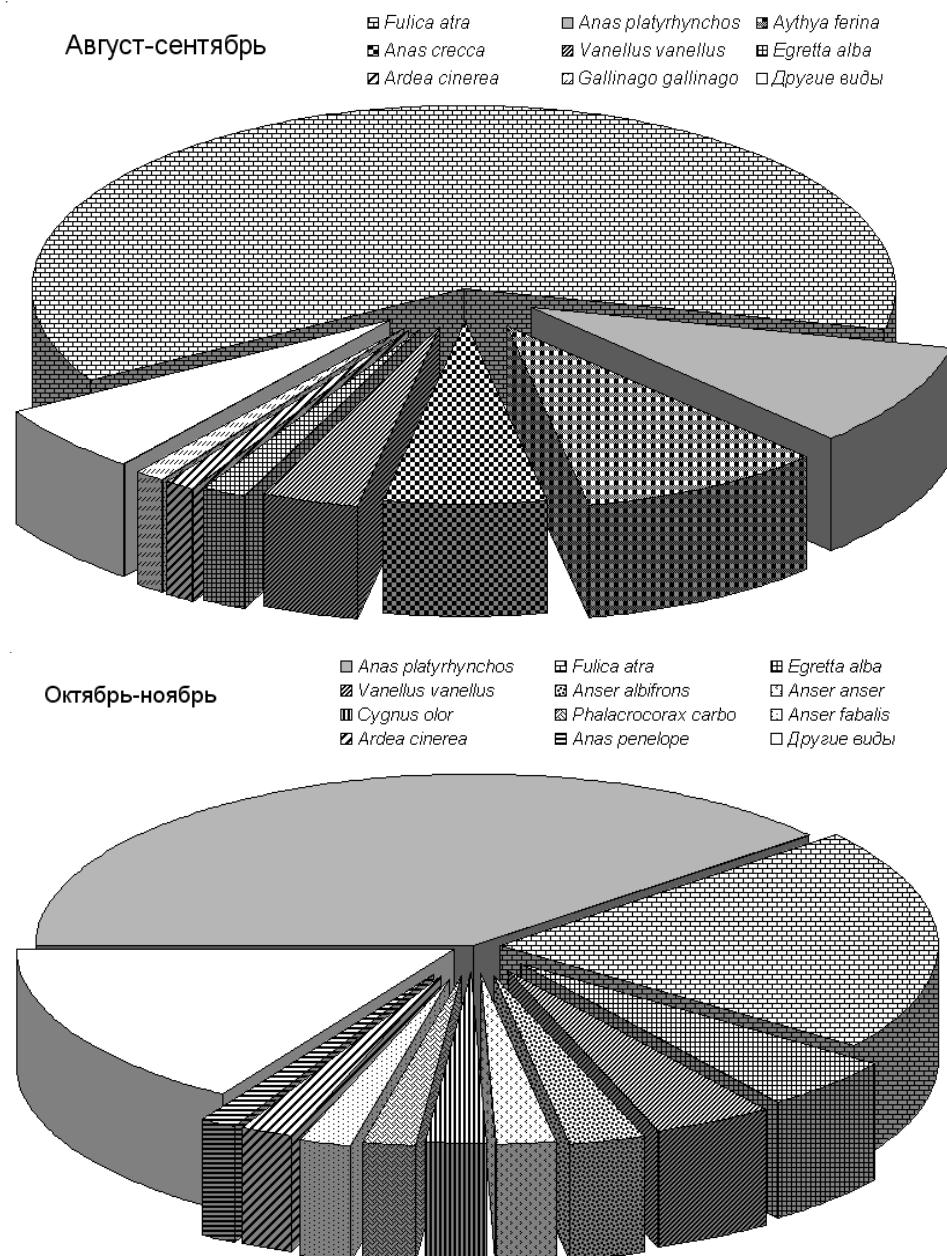 Август-сентябрь
Fulica atra Anas platyrhynchos Aythya ferina
Anas crecca Vanellus vanellus Egretta alba
Ardea cinerea Gallinago gallinago Другие виды
Октябрь-ноябрь
Anas platyrhynchos Fulica atra Egretta alba
Vanellus vanellus Anser albifrons Anser anser
Cygnus olor Phalacrocorax carbo Anser fabalis
Ardea cinerea Anas penelope Другие виды